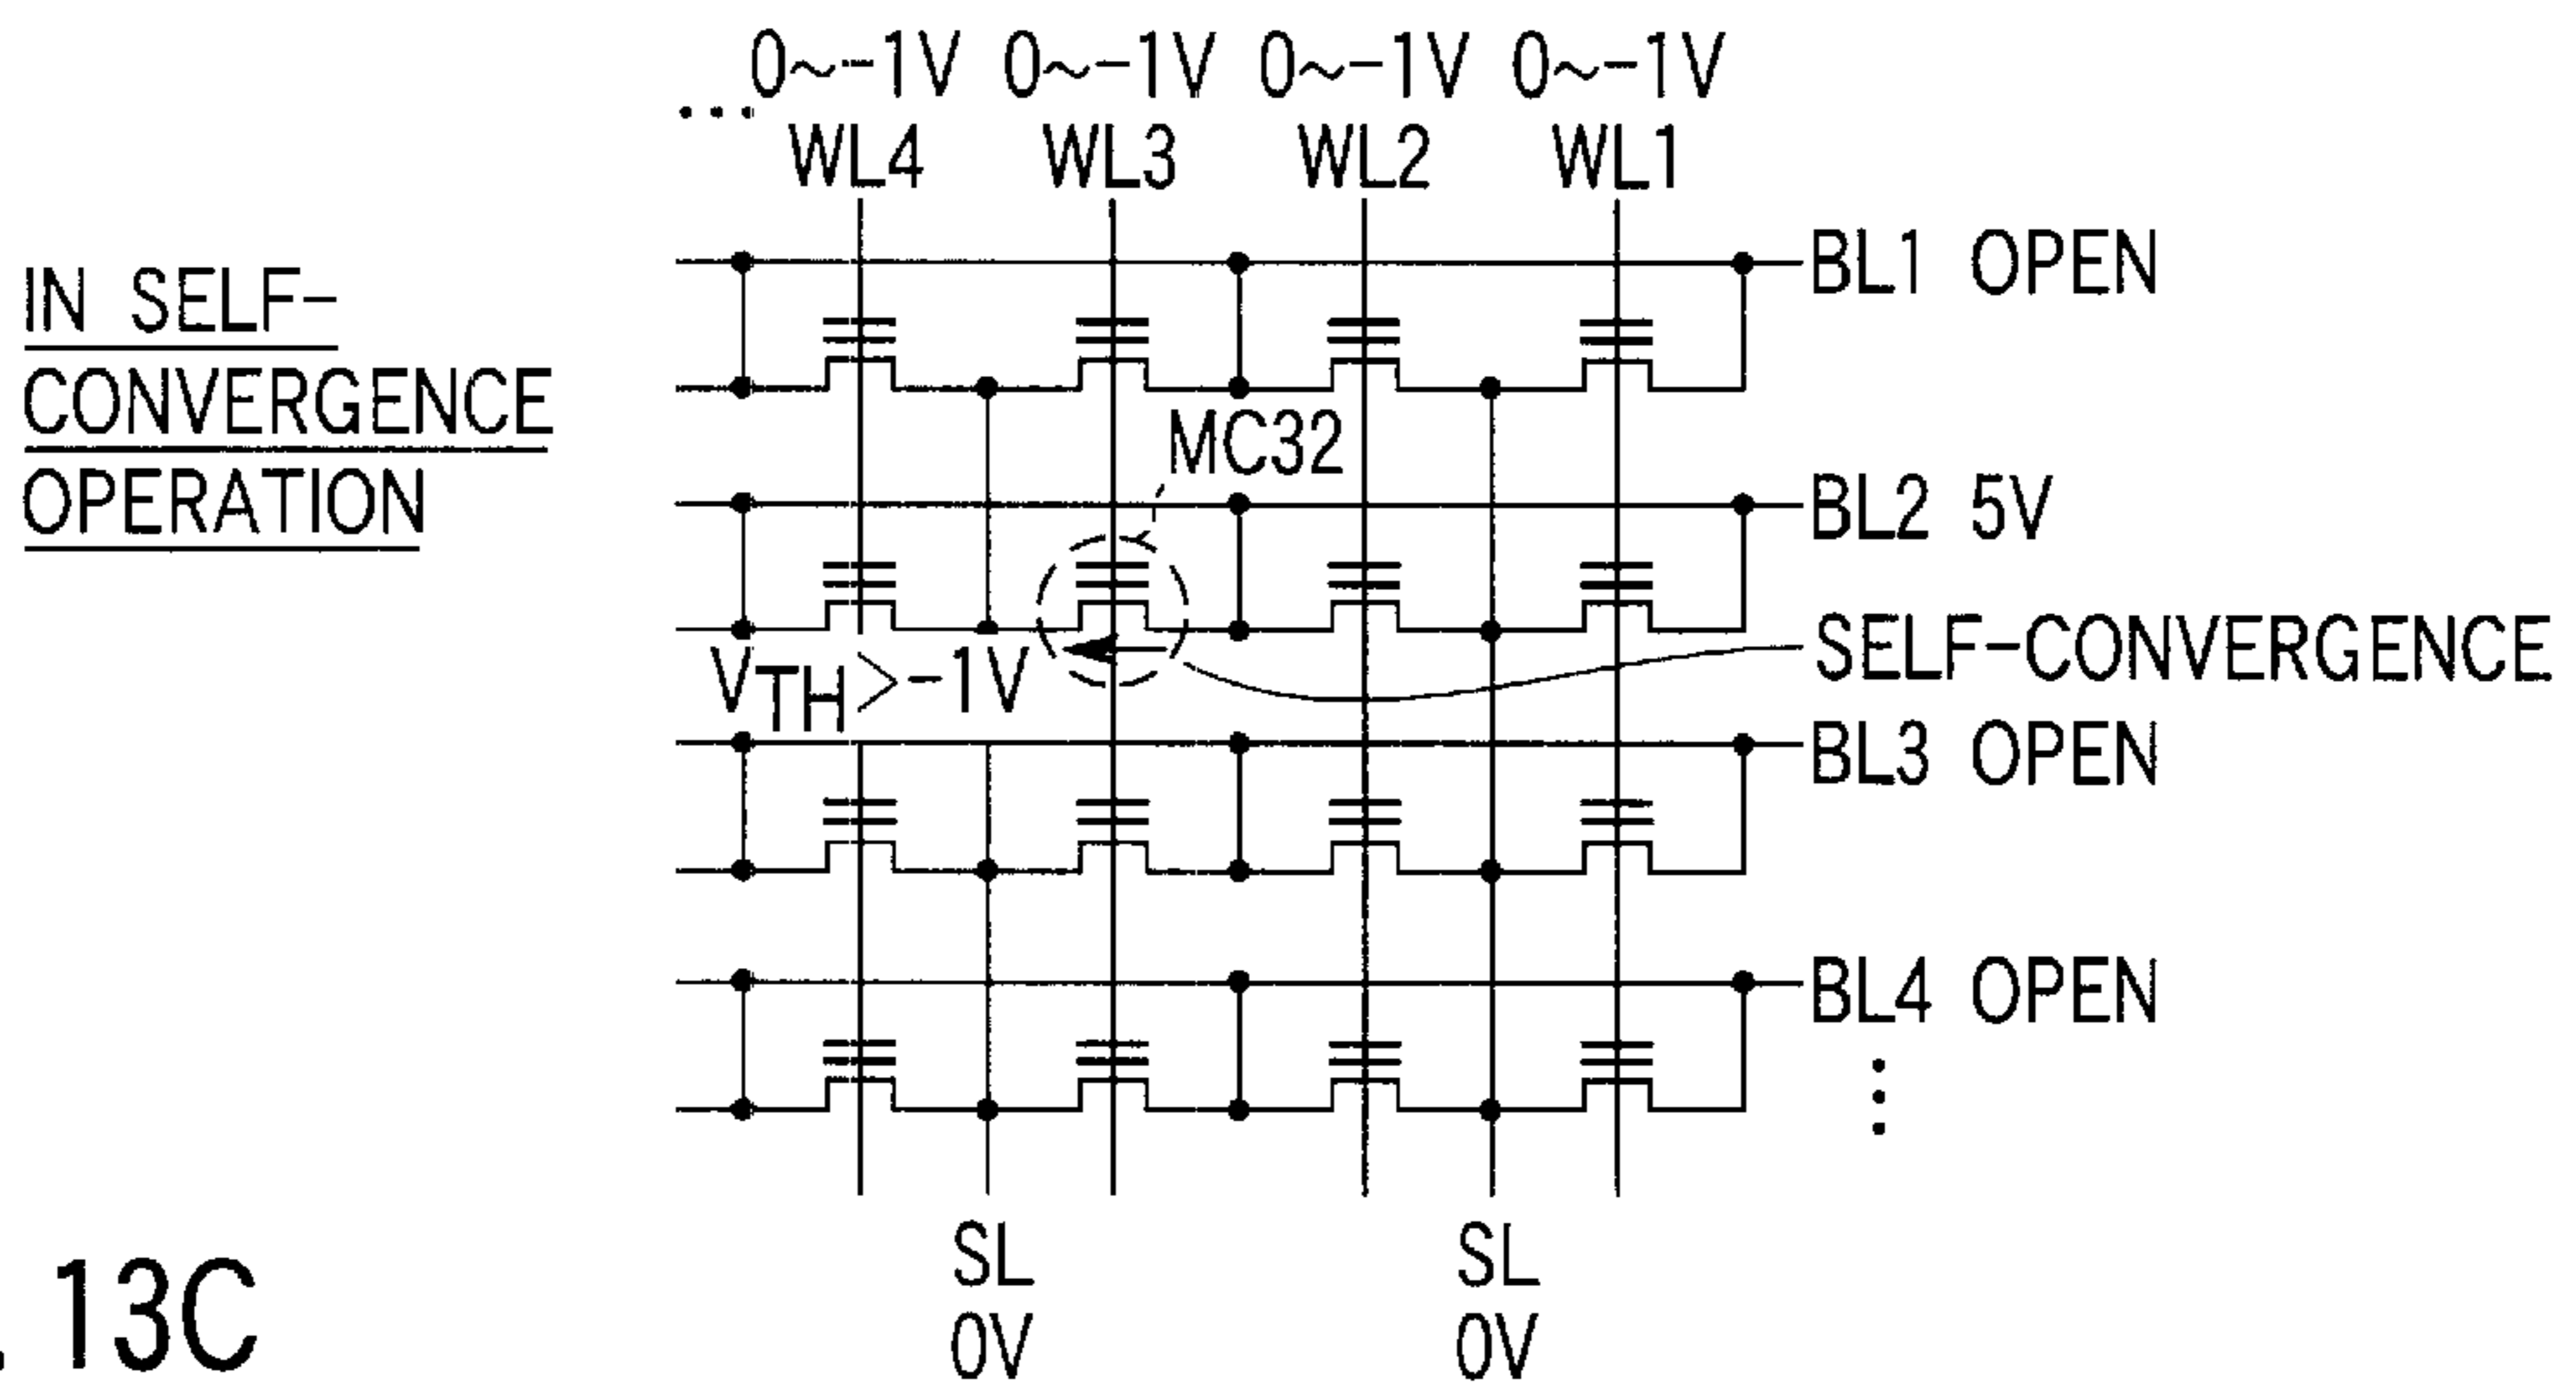 0~-1V 0~-1V 0~-1V 0~-1V
...
WL4 WL3 WL2 WL1
BL1 OPEN
IN SELF-
CONVERGENCE
OPERATION
MC32
BL2 5V
SELF-CONVERGENCE
VTH>-1V
BL3 OPEN
BL4 OPEN
SL SL
0V 0V
. 13C